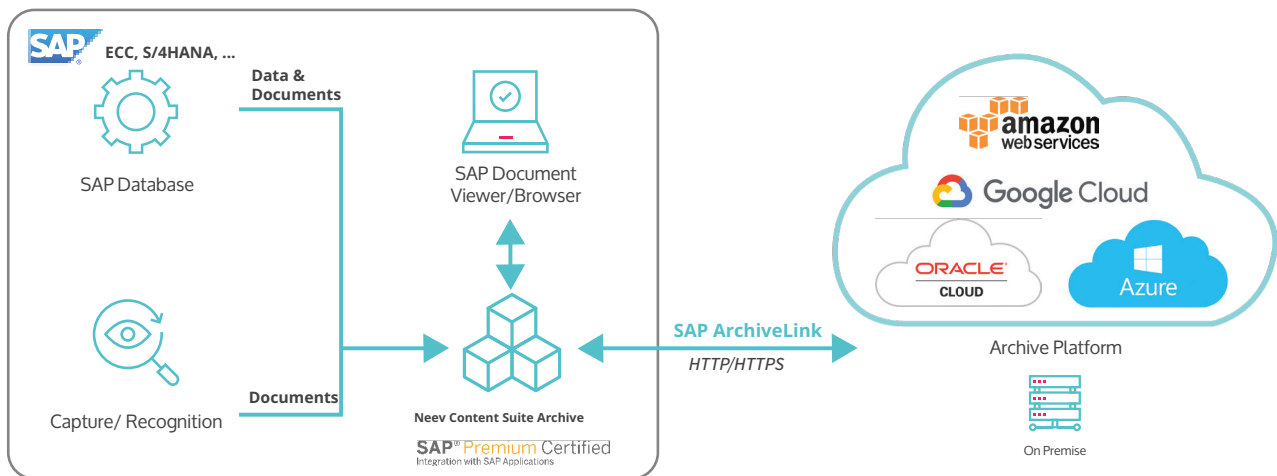 SAP ® ECC, S/4HANA, ...
Data &
Documents
SAP Database
SAP Document
Viewer/Browser
Capture/ Recognition
Documents
Neev Content Suite Archive
SAP® Premium Certified
Integration with SAP Applications
SAP ArchiveLink
HTTP/HTTPS
amazon
webservices
Google Cloud
ORACLE®
CLOUD
Azure
Archive Platform
On Premise